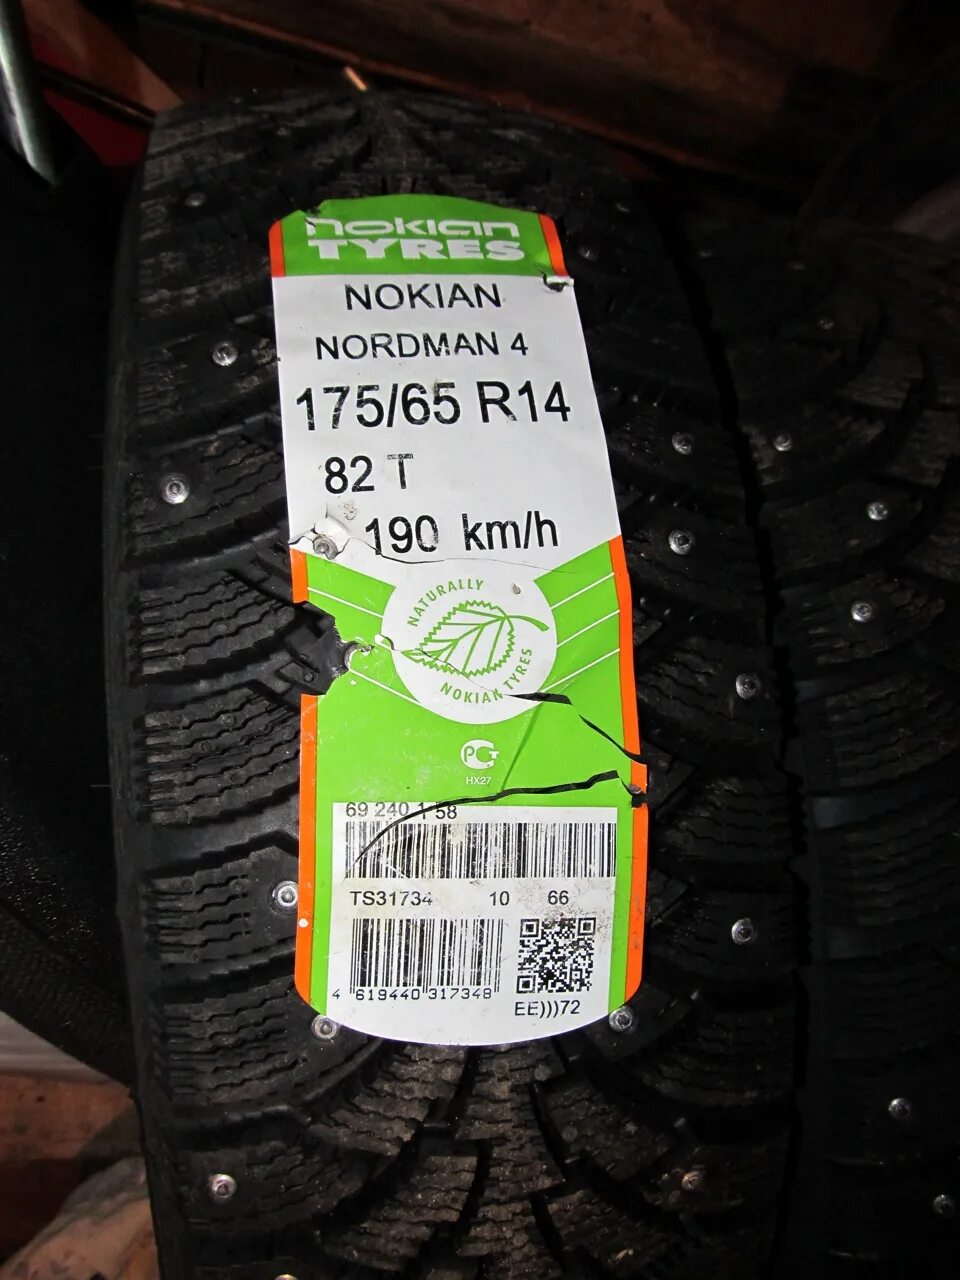 nokian
TYRES
NOKIAN
NORDMAN 4
175/65 R14
82 T
190 km/h
NATURALLY
NOKIAN TYRES
РСТ
HX27
69 240 1 58
TS31734 10 66
4 619440 317348
EE)))72